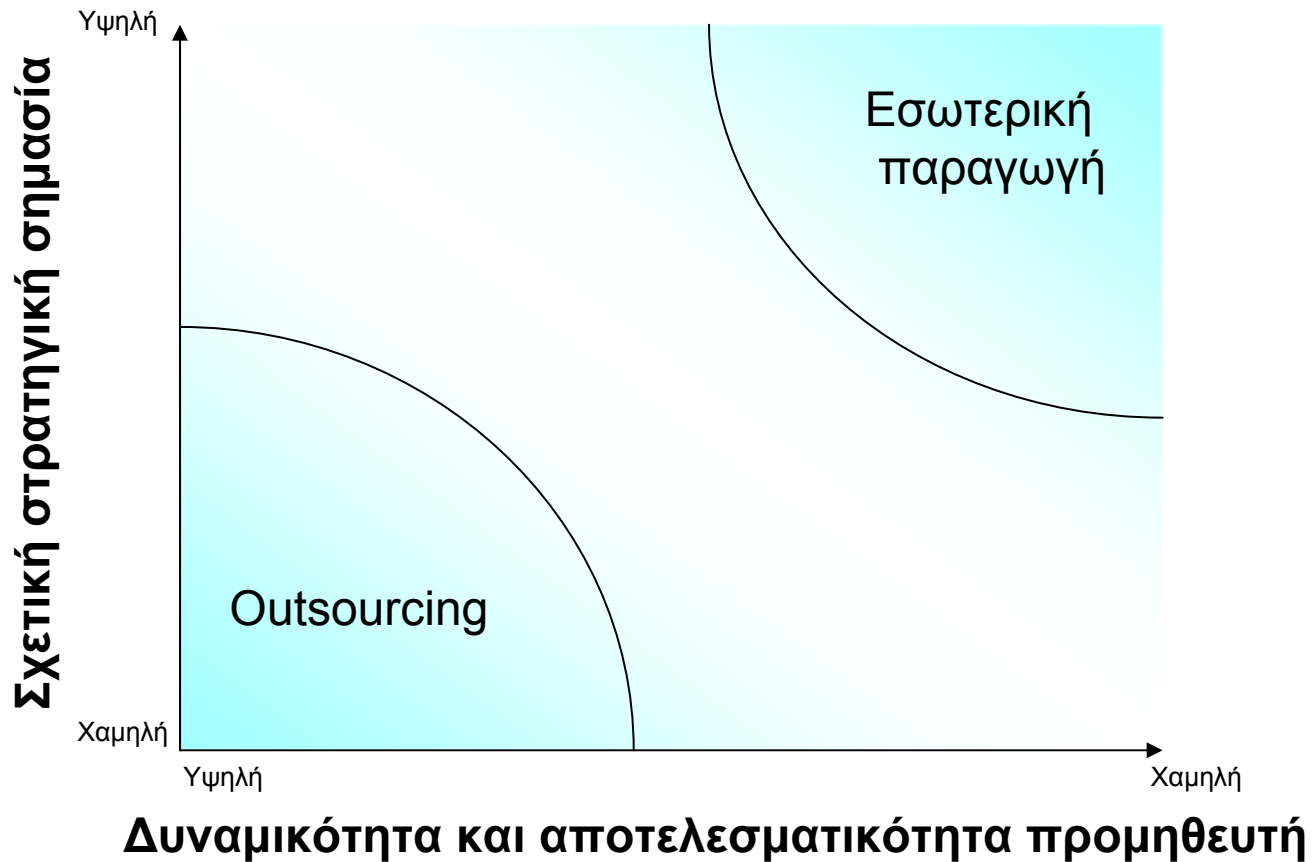 Υψηλή
Σχετική στρατηγική σημασία
Εσωτερική
παραγωγή
Outsourcing
Χαμηλή
Υψηλή
Χαμηλή
Δυναμικότητα και αποτελεσματικότητα προμηθευτή